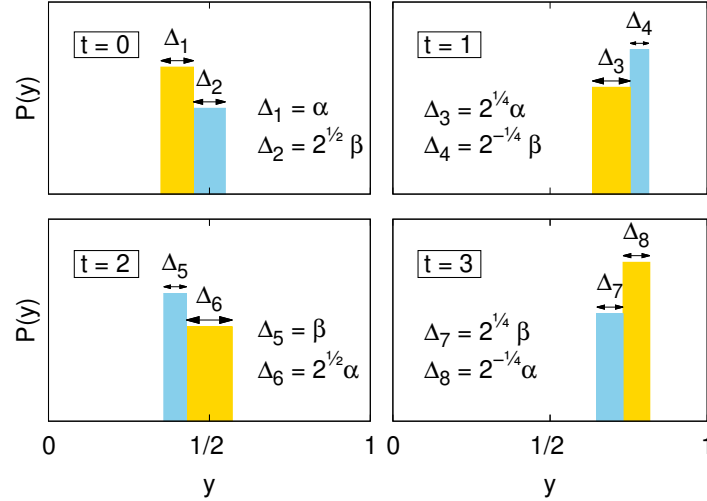 P(y)
t = 0
Δ₁
Δ₂
Δ₁ = α
Δ₂ = 2^½ β
t = 1
Δ₃
Δ₄
Δ₃ = 2^¼α
Δ₄ = 2^⁻¼ β
P(y)
t = 2
Δ₅
Δ₆
Δ₅ = β
Δ₆ = 2^½α
0
1/2
1
y
t = 3
Δ₇
Δ₈
Δ₇ = 2^¼ β
Δ₈ = 2^⁻¼α
0
1/2
1
y